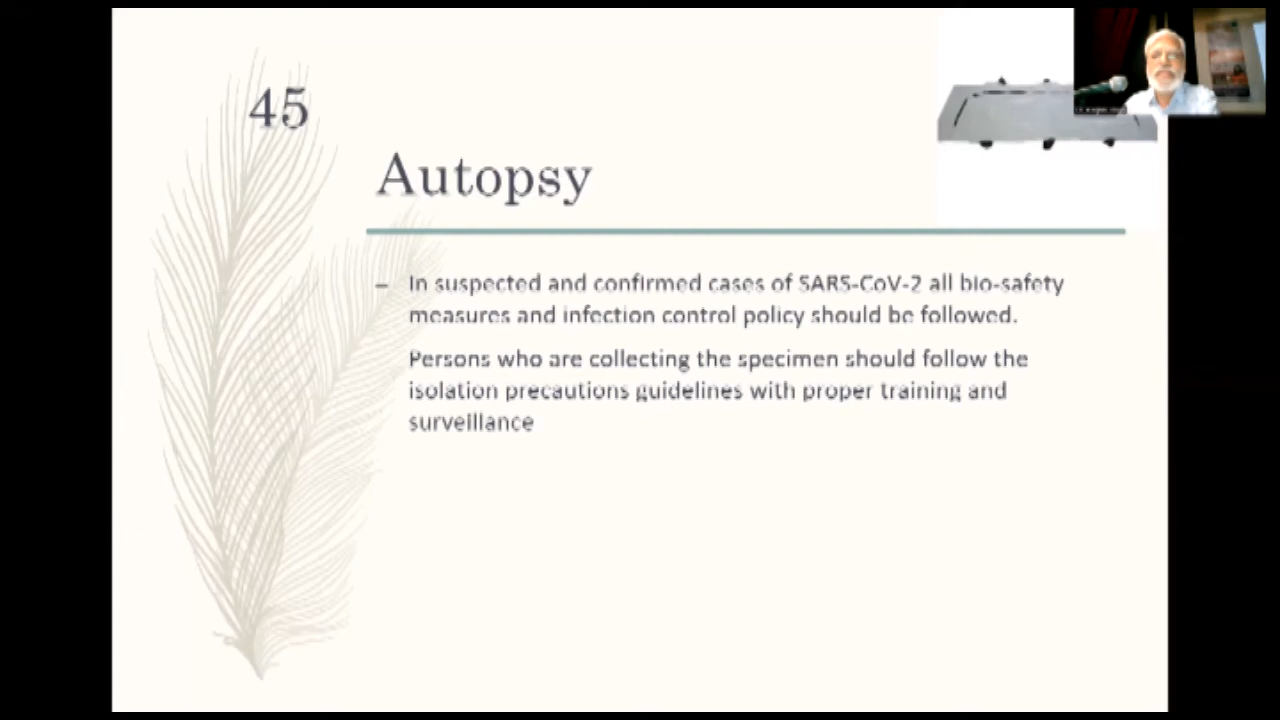 45
Autopsy
– In suspected and confirmed cases of SARS-CoV-2 all bio-safety
measures and infection control policy should be followed.
Persons who are collecting the specimen should follow the
isolation precautions guidelines with proper training and
surveillance